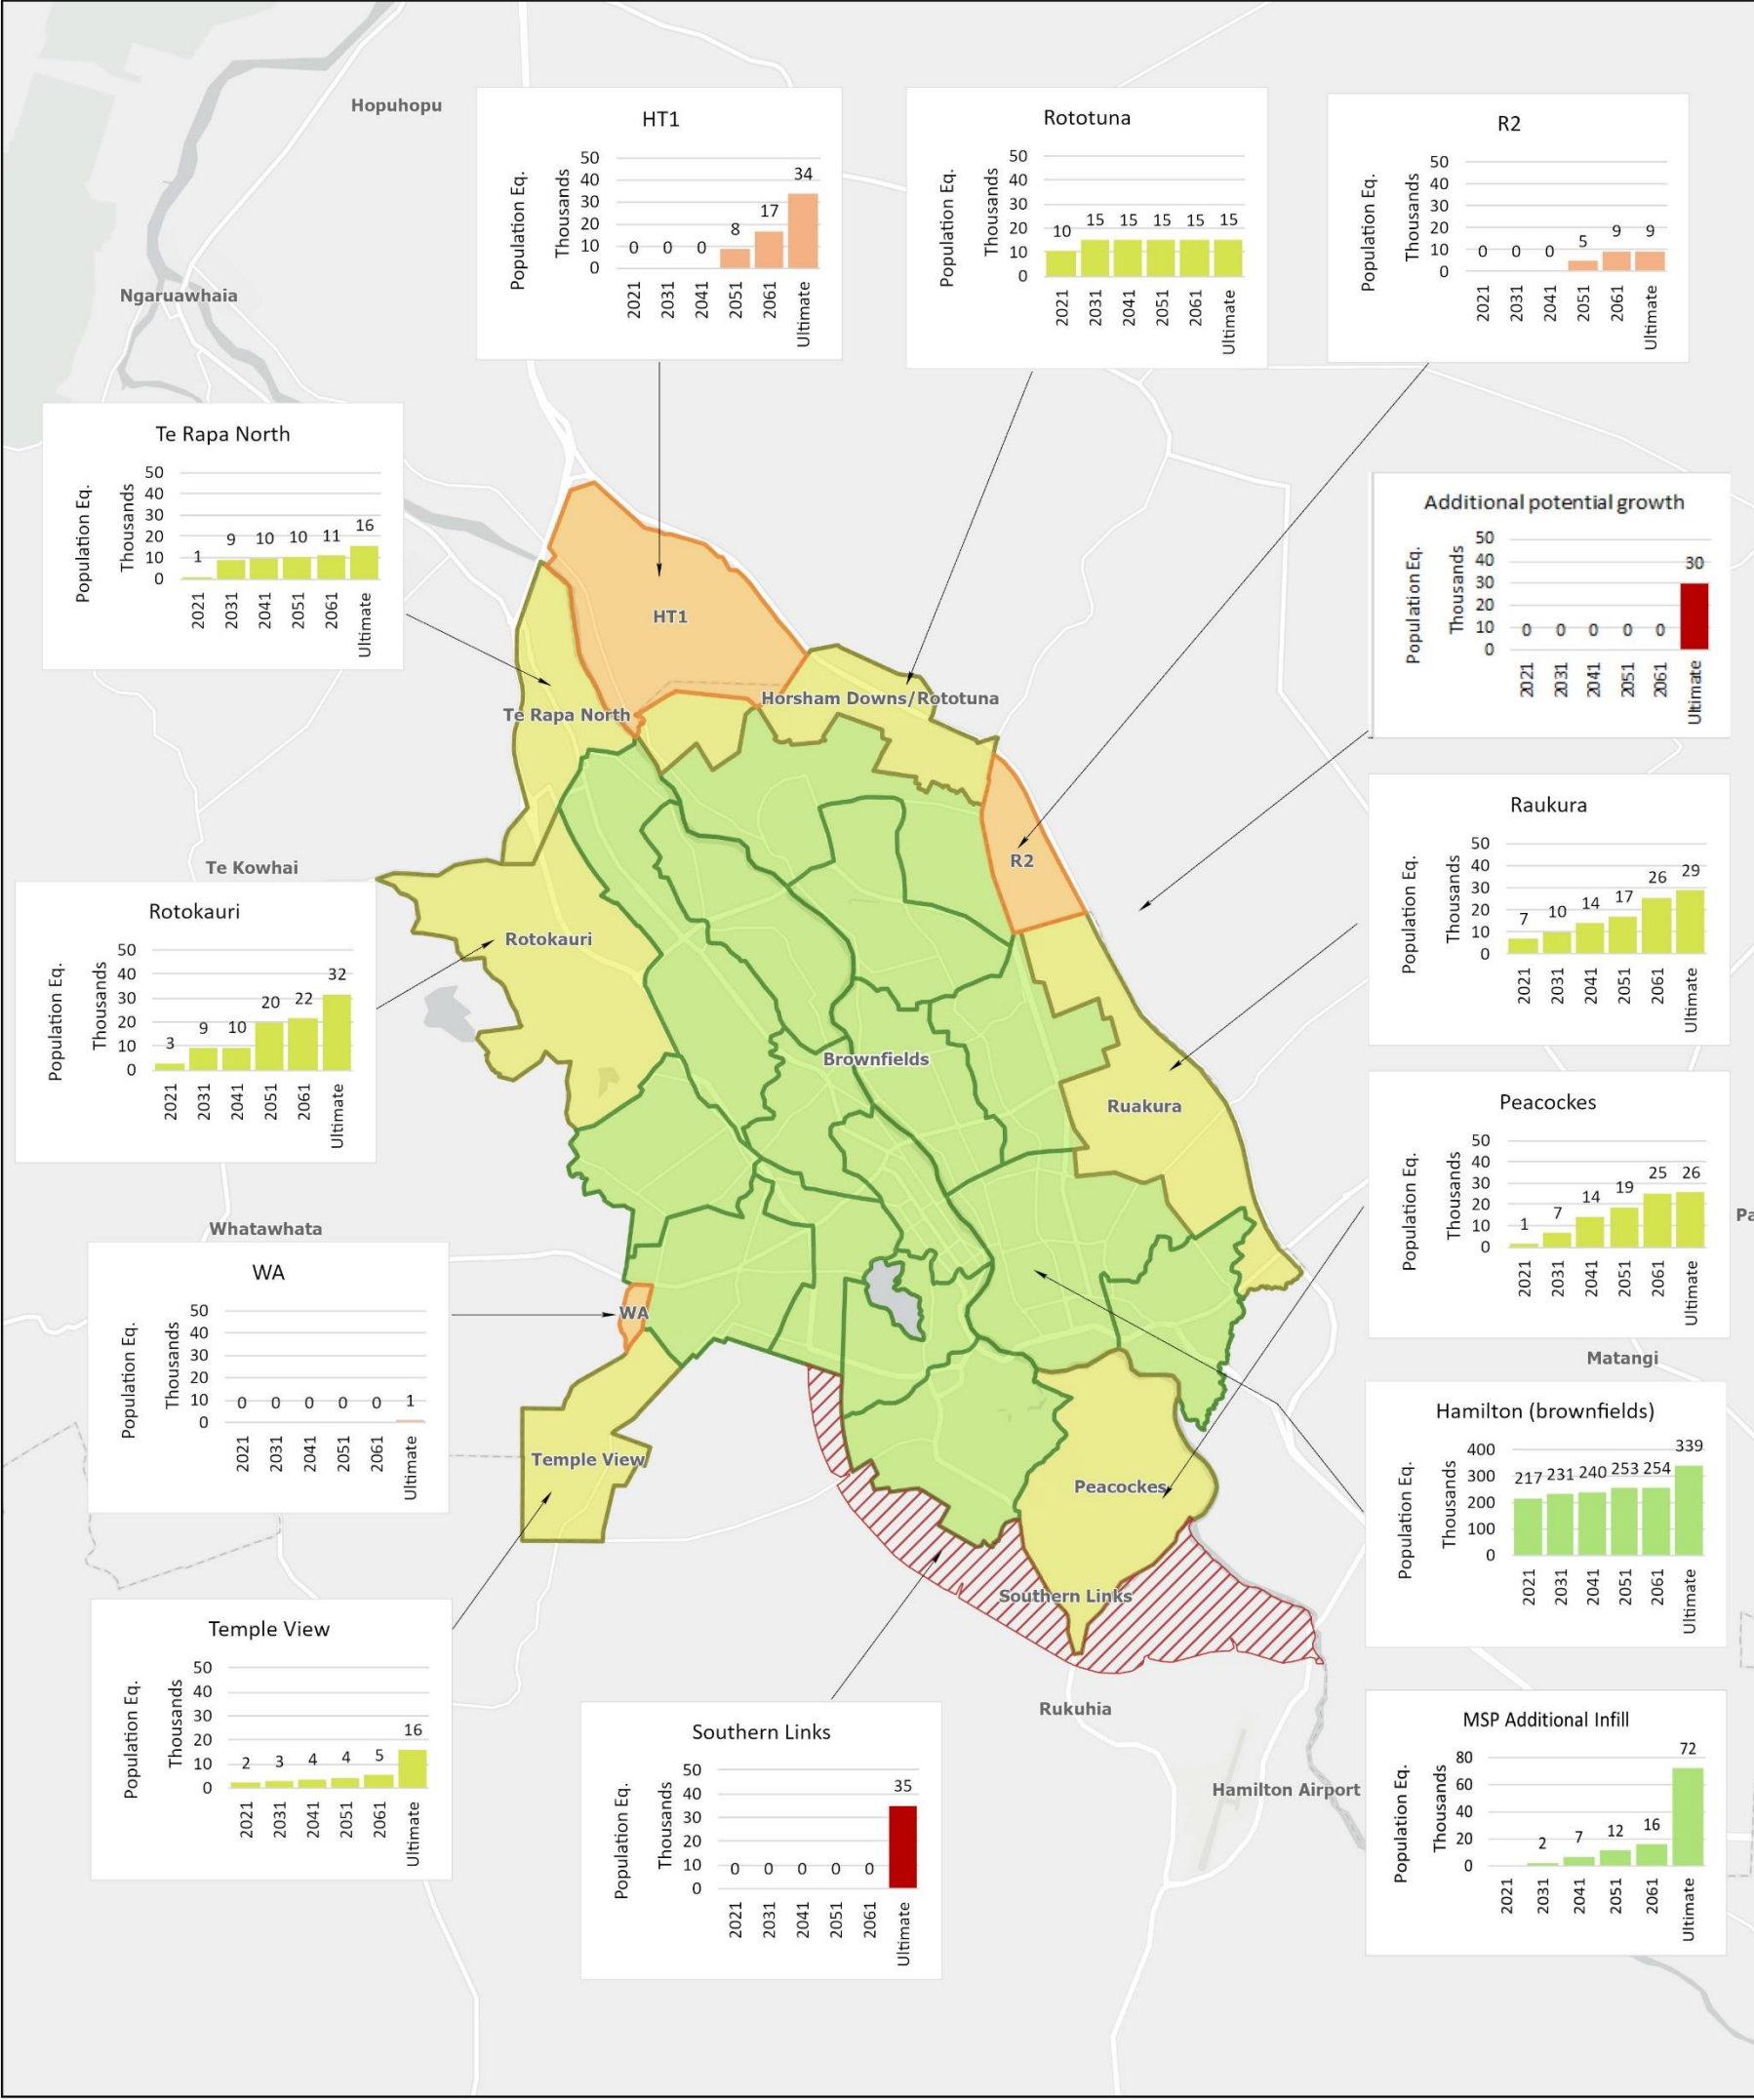 Hopuhopu
Ngaruawhaia
HT1
Population Eq.
Thousands
50
40
30
20
10
0
0 0 0 8 17 34
2021 2031 2041 2051 2061 Ultimate
Rototuna
Population Eq.
Thousands
50
40
30
20
10
0
10 15 15 15 15 15
2021 2031 2041 2051 2061 Ultimate
R2
Population Eq.
Thousands
50
40
30
20
10
0
0 0 0 5 9 9
2021 2031 2041 2051 2061 Ultimate
Te Rapa North
Population Eq.
Thousands
50
40
30
20
10
0
1 9 10 10 11 16
2021 2031 2041 2051 2061 Ultimate
Additional potential growth
Population Eq.
Thousands
50
40
30
20
10
0
0 0 0 0 0 30
2021 2031 2041 2051 2061 Ultimate
HT1
Horsham Downs/Rototuna
Te Rapa North
R2
Te Kowhai
Raukura
Population Eq.
Thousands
50
40
30
20
10
0
7 10 14 17 26 29
2021 2031 2041 2051 2061 Ultimate
Rotokauri
Population Eq.
Thousands
50
40
30
20
10
0
3 9 10 20 22 32
2021 2031 2041 2051 2061 Ultimate
Rotokauri
Brownfields
Ruakura
Peacockes
Population Eq.
Thousands
50
40
30
20
10
0
1 7 14 19 25 26
2021 2031 2041 2051 2061 Ultimate
Pa
Whatawhata
WA
Population Eq.
Thousands
50
40
30
20
10
0
0 0 0 0 0 1
2021 2031 2041 2051 2061 Ultimate
WA
Matangi
Hamilton (brownfields)
Population Eq.
Thousands
400
300
200
100
0
217 231 240 253 254 339
2021 2031 2041 2051 2061 Ultimate
Temple View
Peacockes
Southern Links
Temple View
Population Eq.
Thousands
50
40
30
20
10
0
2 3 4 4 5 16
2021 2031 2041 2051 2061 Ultimate
Rukuhia
Southern Links
Population Eq.
Thousands
50
40
30
20
10
0
0 0 0 0 0 35
2021 2031 2041 2051 2061 Ultimate
Hamilton Airport
MSP Additional Infill
Population Eq.
Thousands
80
60
40
20
0
2 7 12 16 72
2021 2031 2041 2051 2061 Ultimate